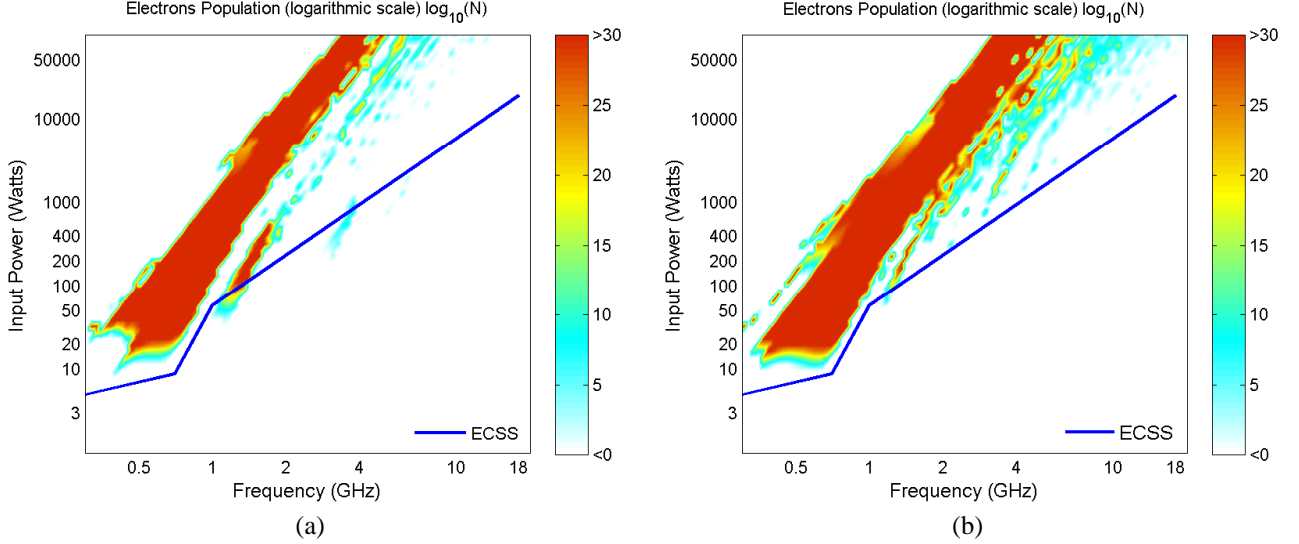 Electrons Population (logarithmic scale) log10(N)
50000
10000
1000
400
200
100
50
20
10
3
Input Power (Watts)
0.5 1 2 4 10 18
Frequency (GHz)
ECSS
>30
25
20
15
10
5
<0
(a)
Electrons Population (logarithmic scale) log10(N)
50000
10000
1000
400
200
100
50
20
10
3
Input Power (Watts)
0.5 1 2 4 10 18
Frequency (GHz)
ECSS
>30
25
20
15
10
5
<0
(b)